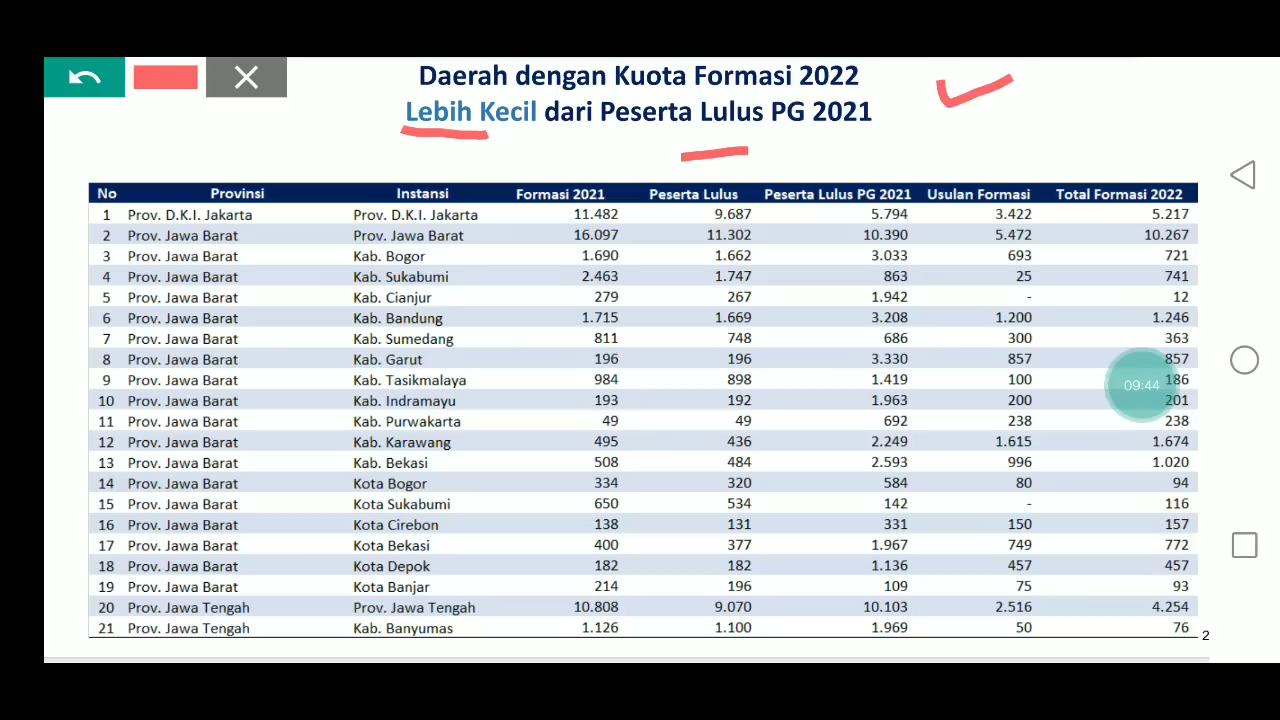 Daerah dengan Kuota Formasi 2022
Lebih Kecil dari Peserta Lulus PG 2021
No Provinsi Instansi Formasi 2021 Peserta Lulus Peserta Lulus PG 2021 Usulan Formasi Total Formasi 2022
1 Prov. D.K.I. Jakarta Prov. D.K.I. Jakarta 11.482 9.687 5.794 3.422 5.217
2 Prov. Jawa Barat Prov. Jawa Barat 16.097 11.302 10.390 5.472 10.267
3 Prov. Jawa Barat Kab. Bogor 1.690 1.662 3.033 693 721
4 Prov. Jawa Barat Kab. Sukabumi 2.463 1.747 863 25 741
5 Prov. Jawa Barat Kab. Cianjur 279 267 1.942 - 12
6 Prov. Jawa Barat Kab. Bandung 1.715 1.669 3.208 1.200 1.246
7 Prov. Jawa Barat Kab. Sumedang 811 748 686 300 363
8 Prov. Jawa Barat Kab. Garut 196 196 3.330 857 857
9 Prov. Jawa Barat Kab. Tasikmalaya 984 898 1.419 100 186
09:44
10 Prov. Jawa Barat Kab. Indramayu 193 192 1.963 200 201
11 Prov. Jawa Barat Kab. Purwakarta 49 49 692 238 238
12 Prov. Jawa Barat Kab. Karawang 495 436 2.249 1.615 1.674
13 Prov. Jawa Barat Kab. Bekasi 508 484 2.593 996 1.020
14 Prov. Jawa Barat Kota Bogor 334 320 584 80 94
15 Prov. Jawa Barat Kota Sukabumi 650 534 142 - 116
16 Prov. Jawa Barat Kota Cirebon 138 131 331 150 157
17 Prov. Jawa Barat Kota Bekasi 400 377 1.967 749 772
18 Prov. Jawa Barat Kota Depok 182 182 1.136 457 457
19 Prov. Jawa Barat Kota Banjar 214 196 109 75 93
20 Prov. Jawa Tengah Prov. Jawa Tengah 10.808 9.070 10.103 2.516 4.254
21 Prov. Jawa Tengah Kab. Banyumas 1.126 1.100 1.969 50 76
2